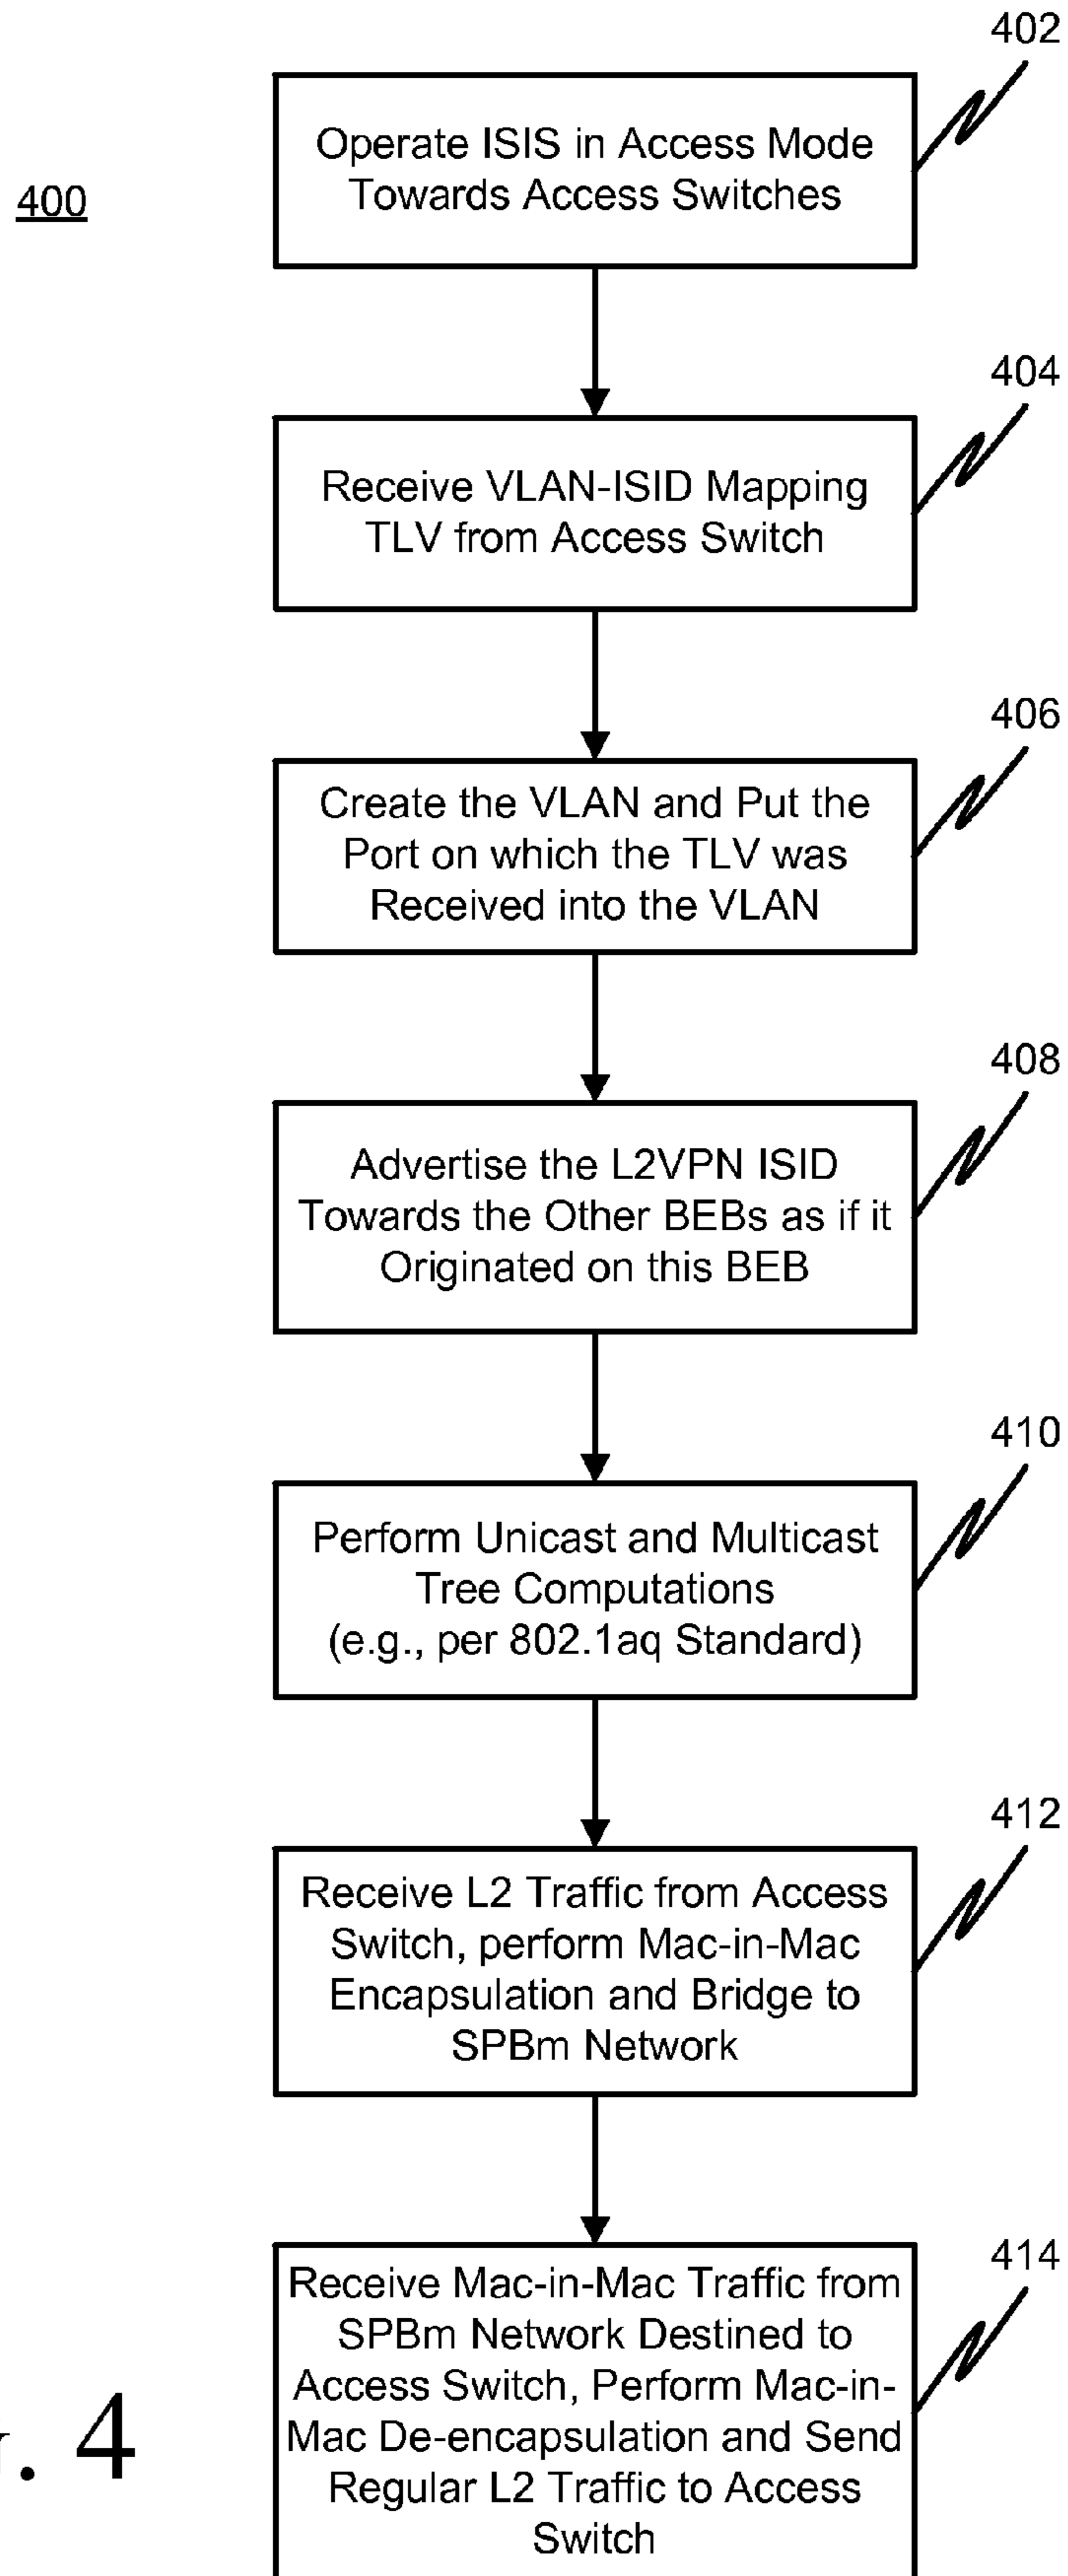 402
Operate ISIS in Access Mode
Towards Access Switches
400
404
Receive VLAN-ISID Mapping
TLV from Access Switch
406
Create the VLAN and Put the
Port on which the TLV was
Received into the VLAN
408
Advertise the L2VPN ISID
Towards the Other BEBs as if it
Originated on this BEB
410
Perform Unicast and Multicast
Tree Computations
(e.g., per 802.1aq Standard)
412
Receive L2 Traffic from Access
Switch, perform Mac-in-Mac
Encapsulation and Bridge to
SPBm Network
414
Receive Mac-in-Mac Traffic from
SPBm Network Destined to
Access Switch, Perform Mac-in-
Mac De-encapsulation and Send
Regular L2 Traffic to Access
Switch
. 4